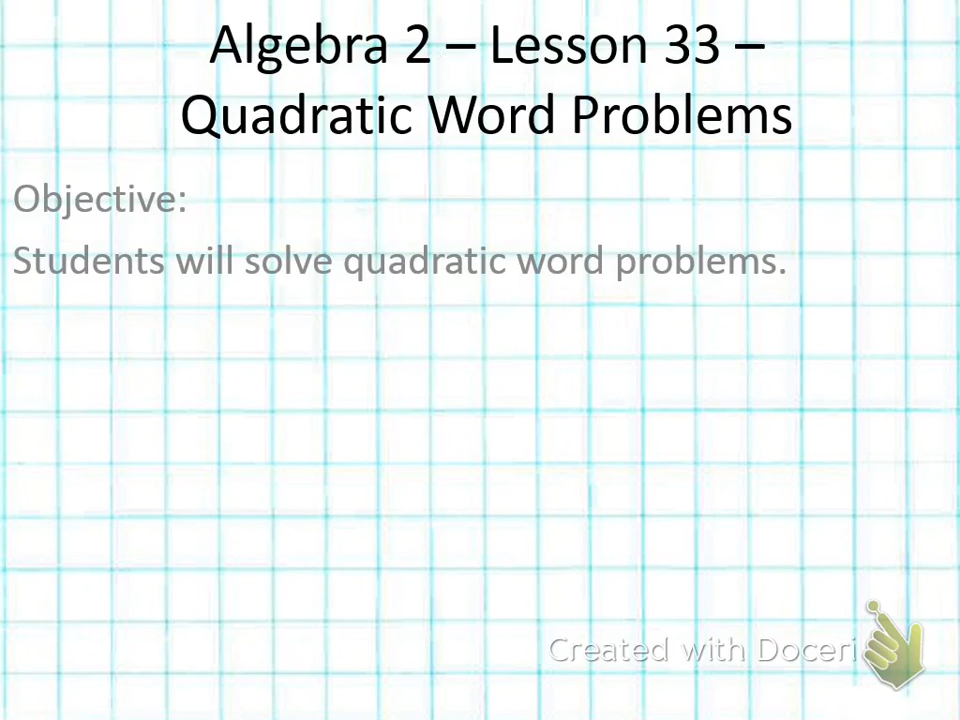 Algebra 2 – Lesson 33 –
Quadratic Word Problems
Objective:
Students will solve quadratic word problems.
Created with Doceri